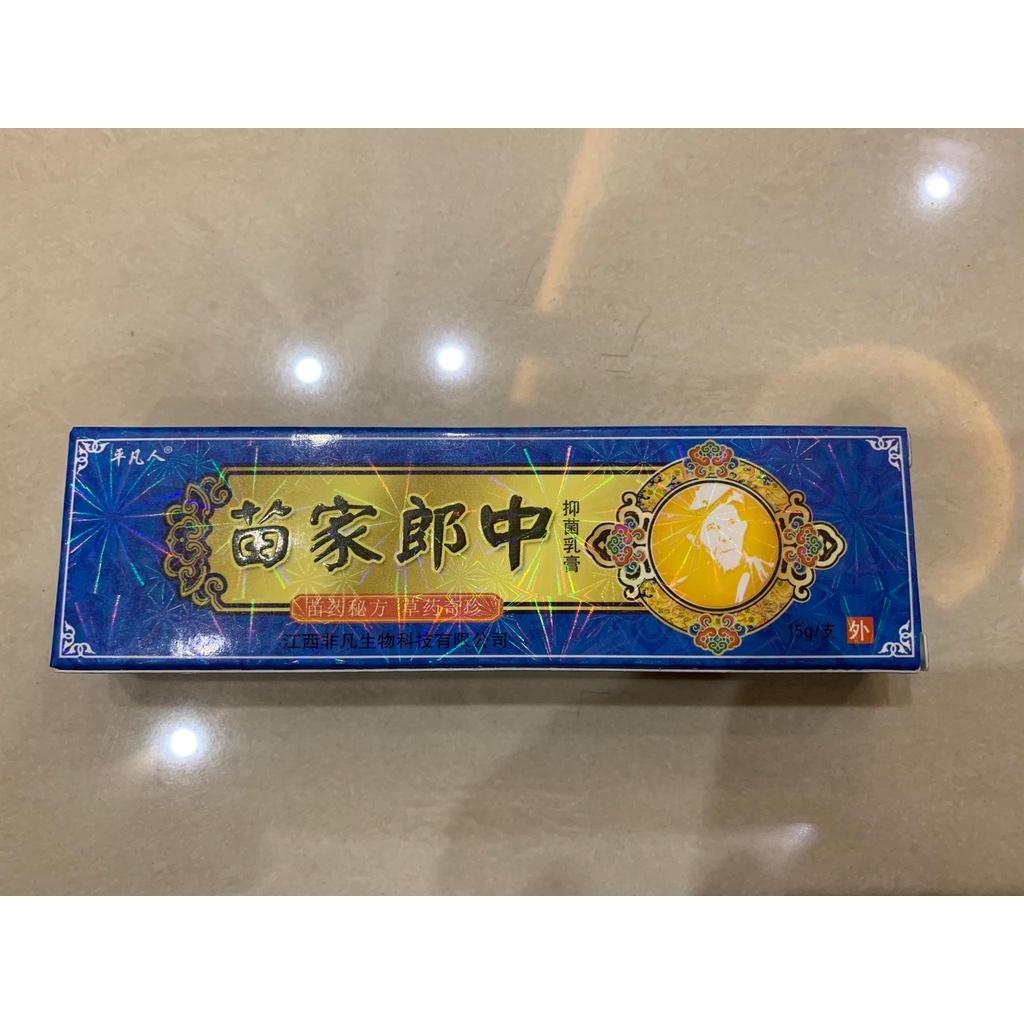 平凡人®
苗家郎中
抑菌乳膏
苗药秘方 草药奇珍
江西非凡生物科技有限公司
15g/支
外